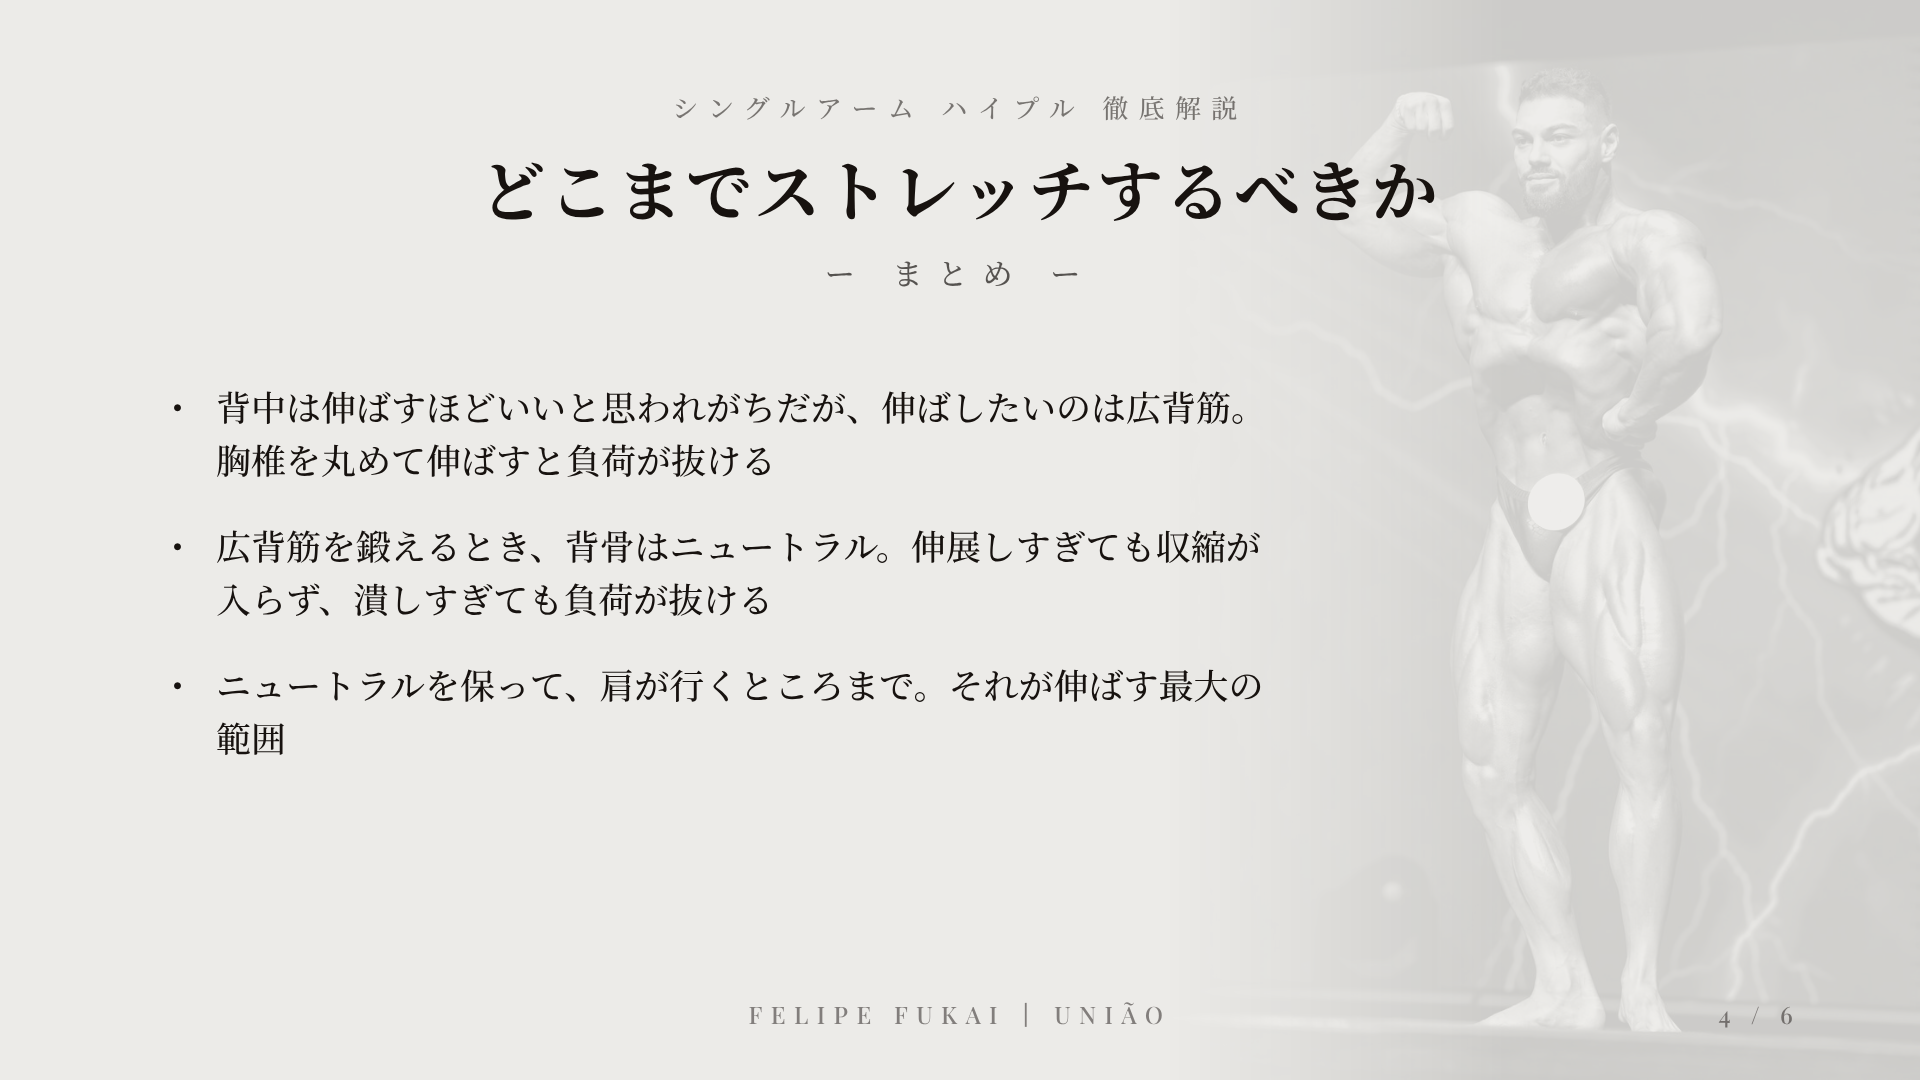 シングルアーム ハイプル 徹底解説
どこまでストレッチするべきか
ー まとめ ー
・ 背中は伸ばすほどいいと思われがちだが、伸ばしたいのは広背筋。
胸椎を丸めて伸ばすと負荷が抜ける
・ 広背筋を鍛えるとき、背骨はニュートラル。伸展しすぎても収縮が
入らず、潰しすぎても負荷が抜ける
・ ニュートラルを保って、肩が行くところまで。それが伸ばす最大の
範囲
FELIPE FUKAI | UNIÃO
4 / 6